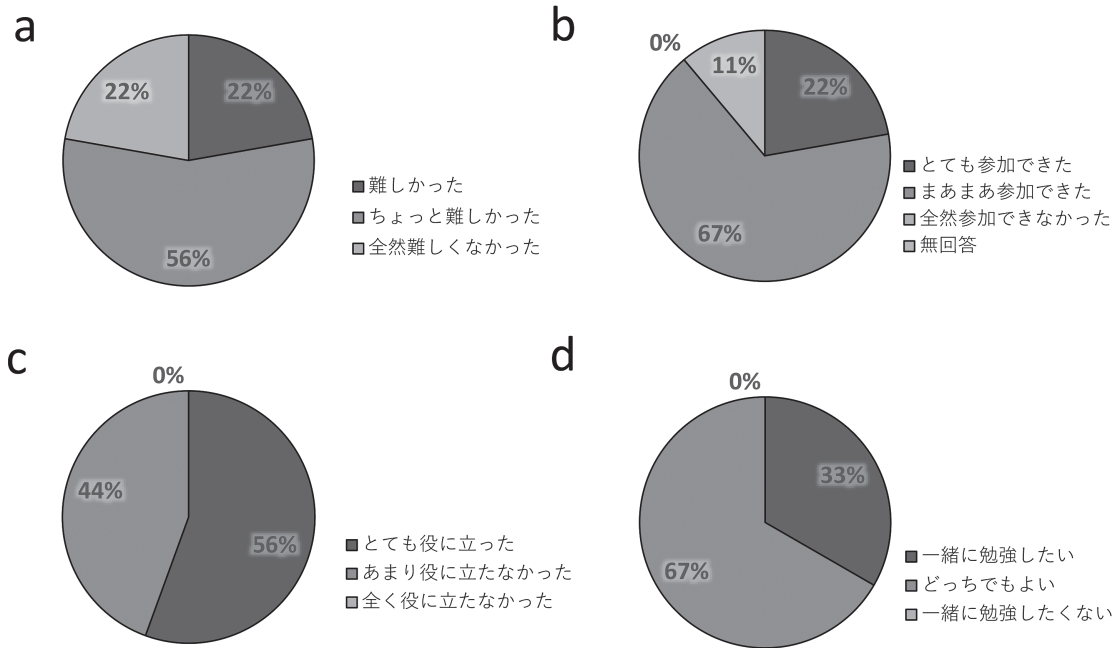 a
22%
22%
56%
難しかった
ちょっと難しかった
全然難しくなかった
b
0%
11%
22%
67%
とても参加できた
まあまあ参加できた
全然参加できなかった
無回答
c
0%
44%
56%
とても役に立った
あまり役に立たなかった
全く役に立たなかった
d
0%
33%
67%
一緒に勉強したい
どっちでもよい
一緒に勉強したくない